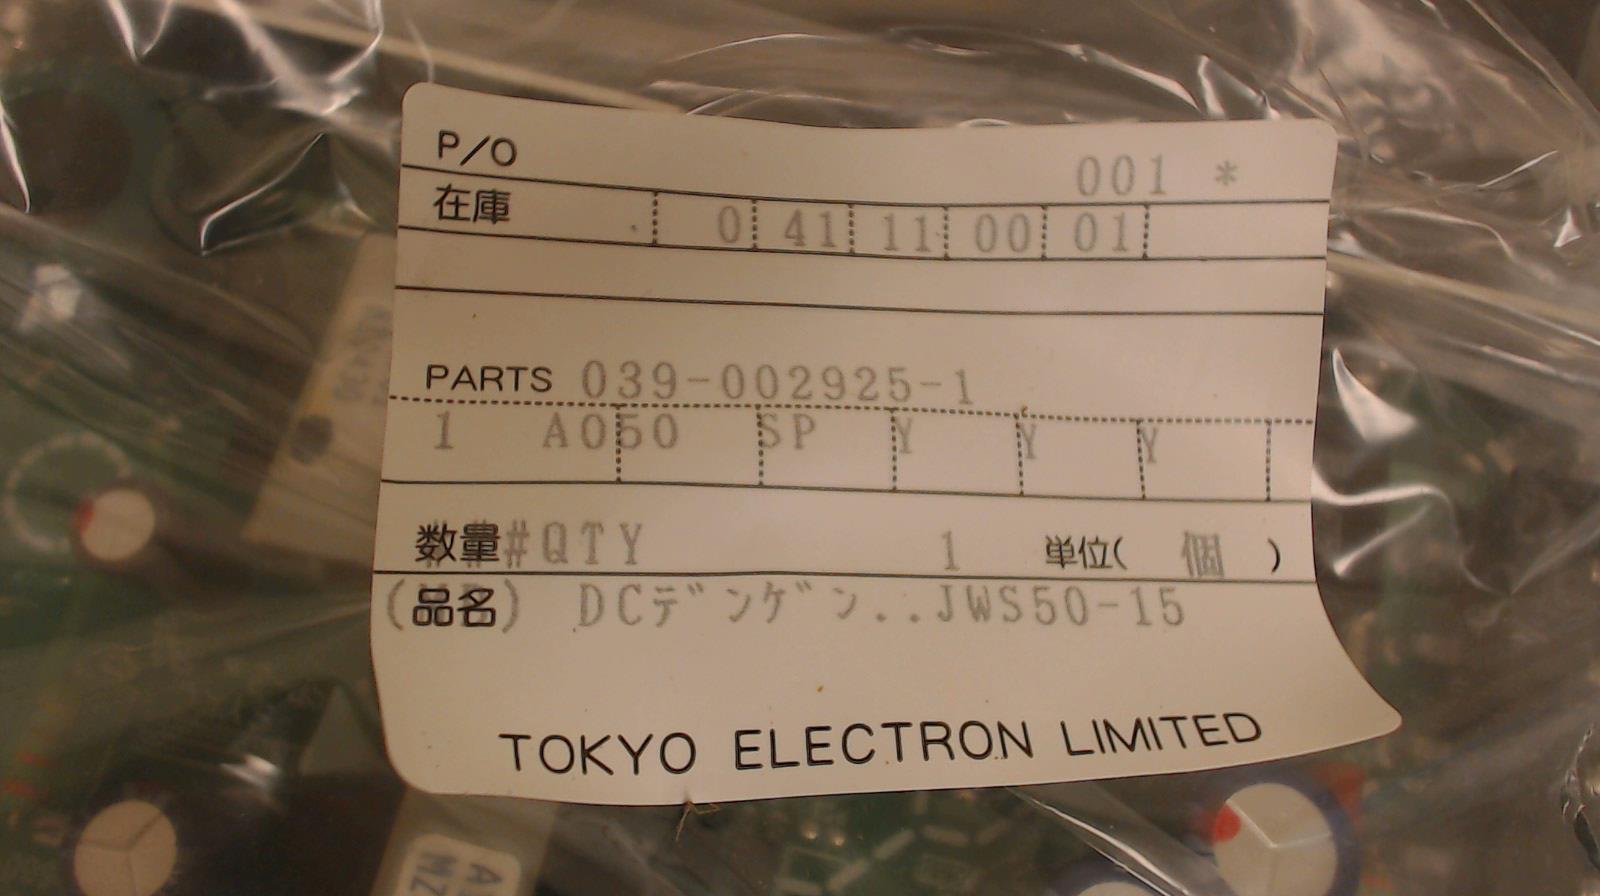 P/O 001 *
在庫 0 41 11 00 01
PARTS 039-002925-1
1 A050 SP Y Y Y
数量 #QTY 1 単位( 個 )
(品名) DCデンゲン..JWS50-15
TOKYO ELECTRON LIMITED